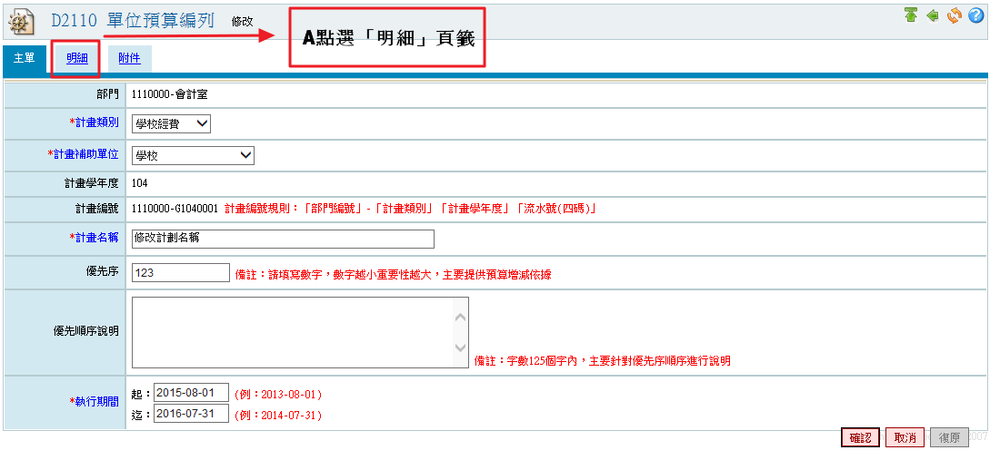 D2110 單位預算編列 修改
A點選「明細」頁籤
主單 明細 附件
部門 1110000-會計室
*計畫類別 學校經費
*計畫補助單位 學校
計畫學年度 104
計畫編號 1110000-G1040001 計畫編號規則：「部門編號」-「計畫類別」「計畫學年度」「流水號(四碼)」
*計畫名稱 修改計劃名稱
優先序 123 備註：請填寫數字，數字越小重要性越大，主要提供預算增減依據
優先順序說明
備註：字數125個字內，主要針對優先序順序進行說明
*執行期間 起：2015-08-01 (例：2013-08-01)
迄：2016-07-31 (例：2014-07-31)
確認 取消 復原 2007